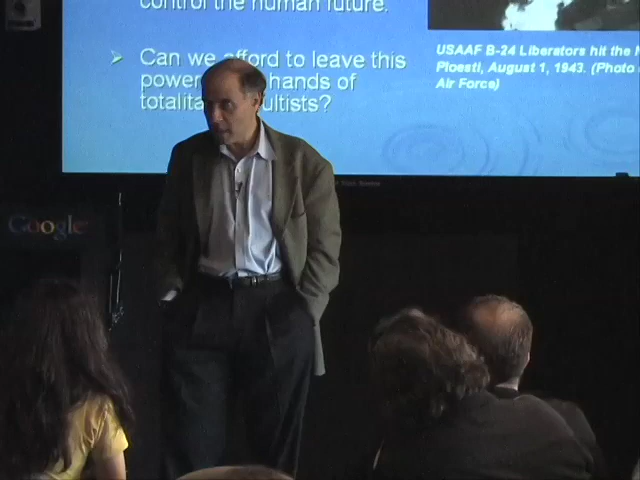 control the human future.
Can we afford to leave this
power hands of
USAAF B-24 Liberators hit the
Ploesti, August 1, 1943. (Photo
Air Force)
Google